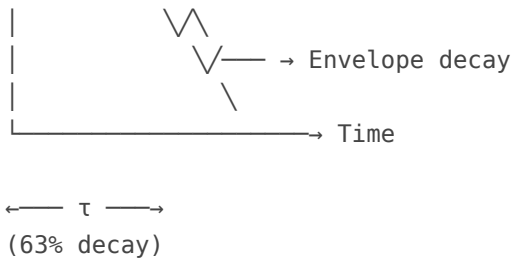 → Envelope decay
→ Time
← τ →
(63% decay)